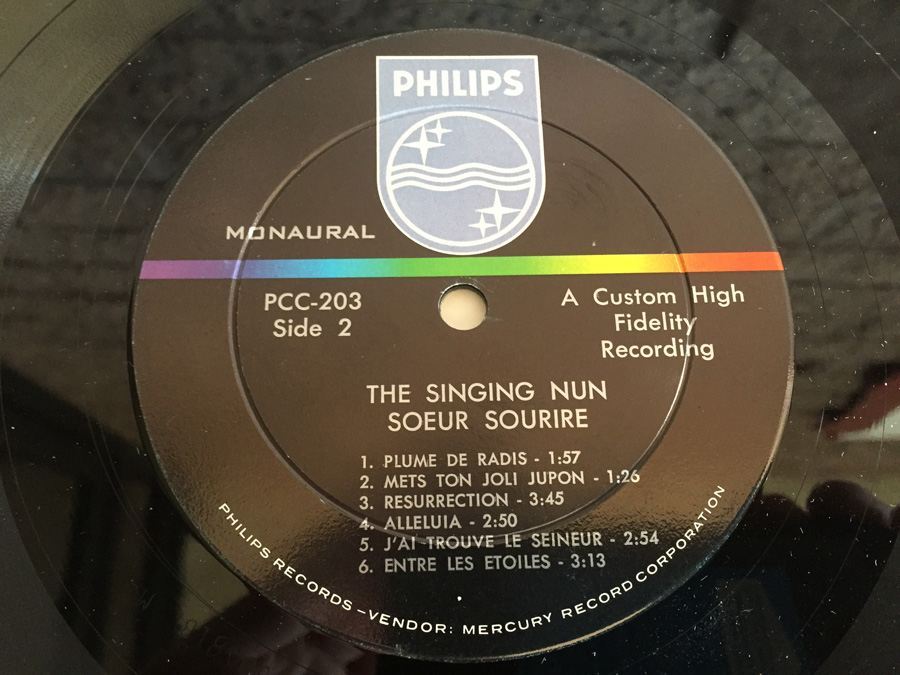 PHILIPS
MONAURAL
PCC-203
Side 2
A Custom High
Fidelity
Recording
THE SINGING NUN
SOEUR SOURIRE
1. PLUME DE RADIS - 1:57
2. METS TON JOLI JUPON - 1:26
3. RESURRECTION - 3:45
4. ALLELUIA - 2:50
5. J'AI TROUVE LE SEINEUR - 2:54
6. ENTRE LES ETOILES - 3:13
PHILIPS RECORDS – VENDOR: MERCURY RECORD CORPORATION